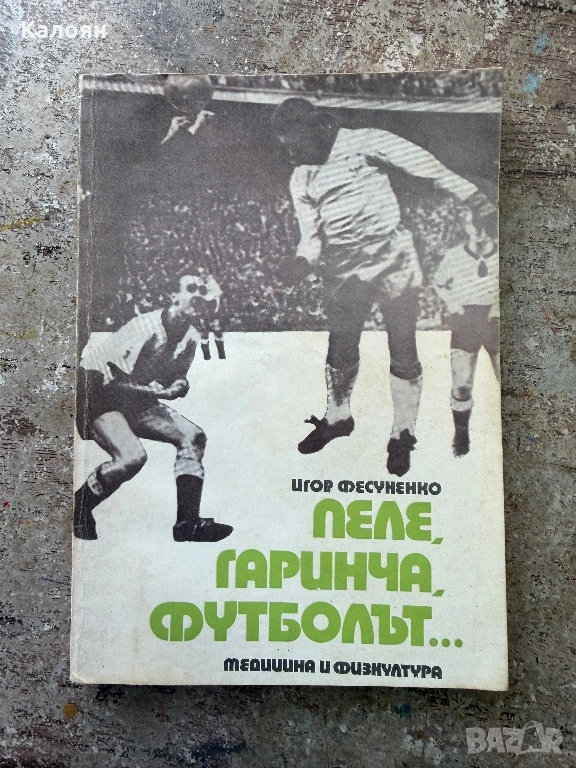 Калоян
ИГОР ФЕСУНЕНКО
ПЕЛЕ,
ГАРИНЧА,
ФУТБОЛЪТ...
МЕДИЦИНА И ФИЗКУЛТУРА
BAZAR